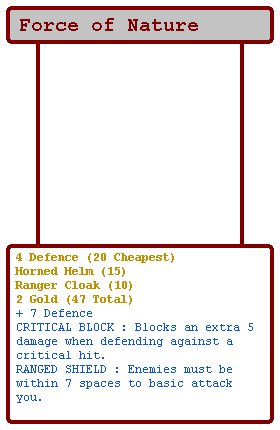 Force of Nature
4 Defence (20 Cheapest)
Horned Helm (15)
Ranger Cloak (10)
2 Gold (47 Total)
+ 7 Defence
CRITICAL BLOCK : Blocks an extra 5
damage when defending against a
critical hit.
RANGED SHIELD : Enemies must be
within 7 spaces to basic attack
you.